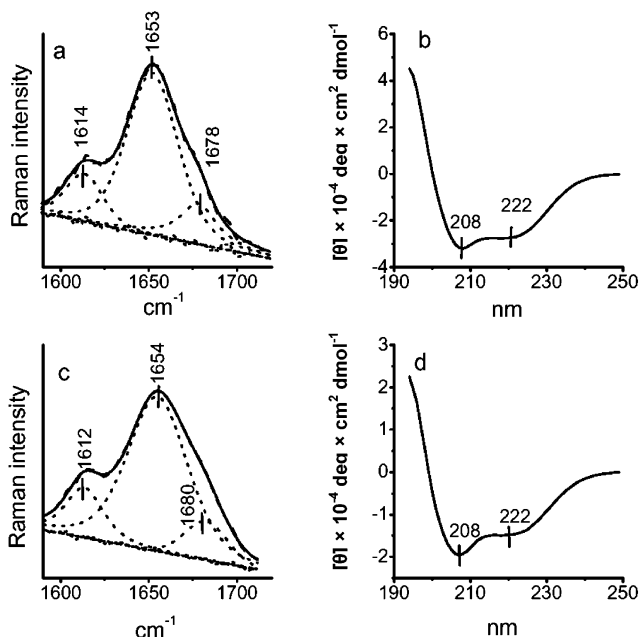 a
1653
1614
1678
Raman intensity
1600 1650 1700
cm-1
b
6
4
2
0
-2
-4
208
222
[θ] × 10-4 deq × cm2 dmol-1
190 210 230 250
nm
c
1654
1612
1680
Raman intensity
1600 1650 1700
cm-1
d
3
2
1
0
-1
-2
208
222
[θ] × 10-4 deq × cm2 dmol-1
190 210 230 250
nm